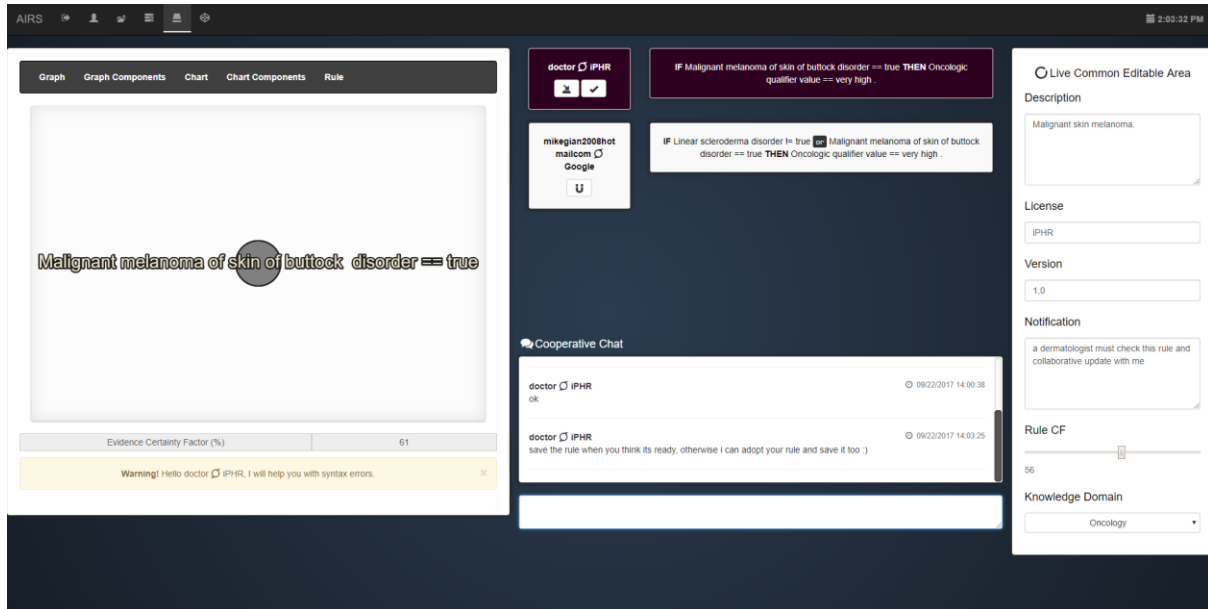 AIRS
2:03:32 PM
Graph Graph Components Chart Chart Components Rule
Malignant melanoma of skin of buttock disorder == true
Evidence Certainty Factor (%) 61
Warning! Hello doctor iPHR, I will help you with syntax errors.
doctor iPHR
IF Malignant melanoma of skin of buttock disorder == true THEN Oncologic
qualifier value == very high .
mikegian2008hot
mailcom
Google
IF Linear scleroderma disorder != true or Malignant melanoma of skin of buttock
disorder == true THEN Oncologic qualifier value == very high .
Cooperative Chat
doctor iPHR 09/22/2017 14:00:38
ok
doctor iPHR 09/22/2017 14:03:25
save the rule when you think its ready, otherwise i can adopt your rule and save it too :)
Live Common Editable Area
Description
Malignant skin melanoma.
License
iPHR
Version
1,0
Notification
a dermatologist must check this rule and
collaborative update with me
Rule CF
56
Knowledge Domain
Oncology